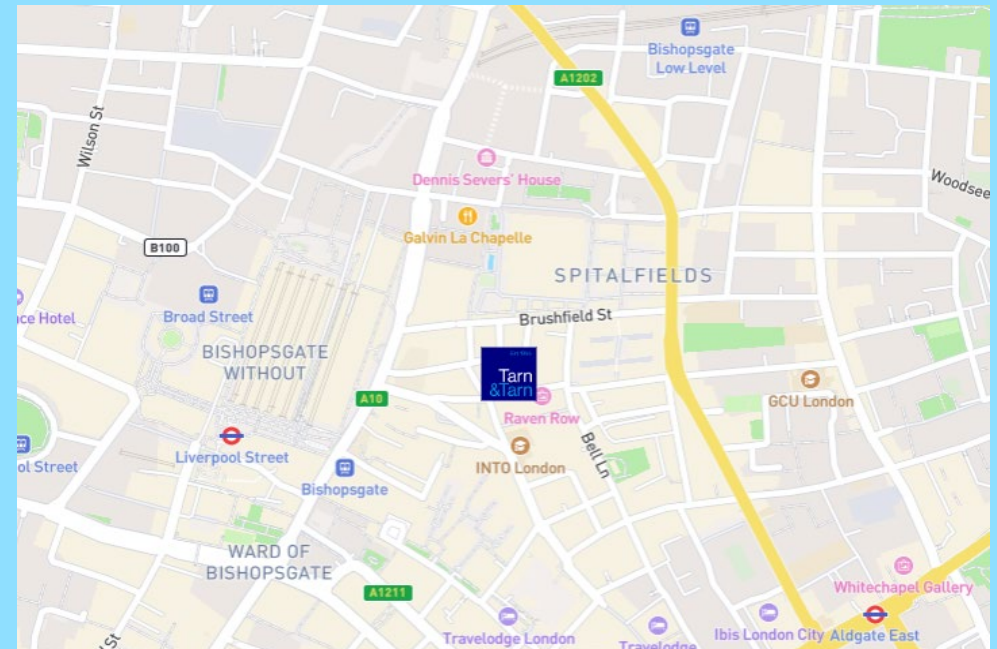 Bishopsgate
Low Level
A1202
Wilson St
Dennis Severs' House
Woodsee
Galvin La Chapelle
B100
SPITALFIELDS
ce Hotel
Broad Street
Brushfield St
BISHOPSGATE
WITHOUT
Tarn
&Tarn
A10
Raven Row
GCU London
Bell Ln
ol Street
Liverpool Street
INTO London
Bishopsgate
WARD OF
BISHOPSGATE
A1211
Whitechapel Gallery
St
Travelodge London
Travelodge
Ibis London City
Aldgate East